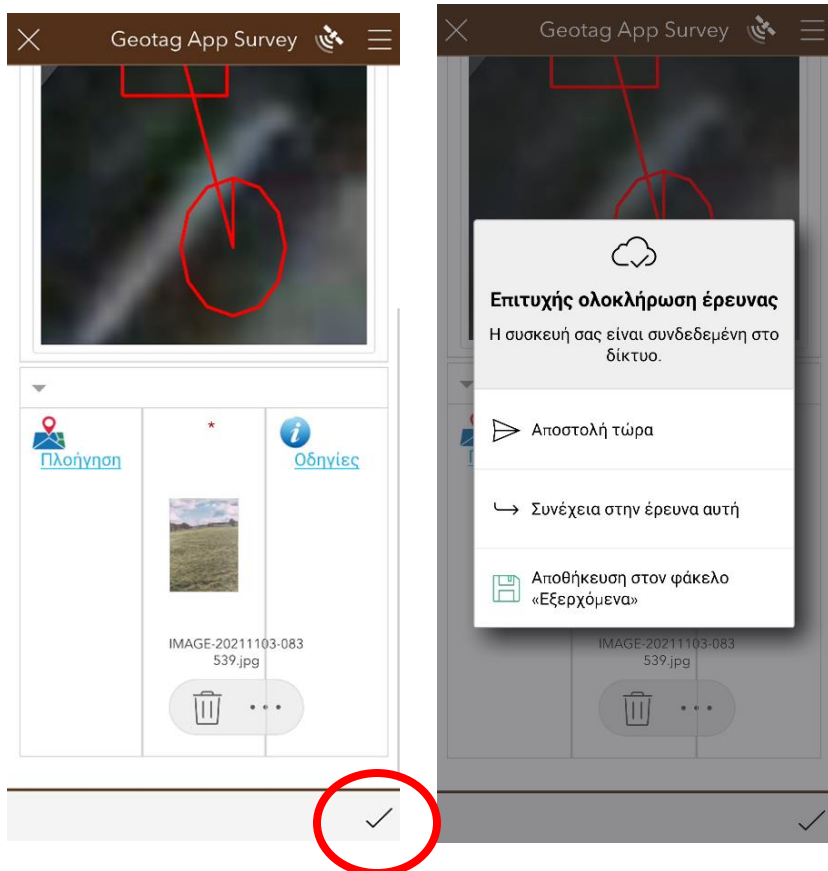 Geotag App Survey
*
Πλοήγηση
Οδηγίες
IMAGE-20211103-083
539.jpg
Geotag App Survey
Επιτυχής ολοκλήρωση έρευνας
Η συσκευή σας είναι συνδεδεμένη στο
δίκτυο.
Αποστολή τώρα
Συνέχεια στην έρευνα αυτή
Αποθήκευση στον φάκελο
«Εξερχόμενα»
IMAGE-20211103-083
539.jpg